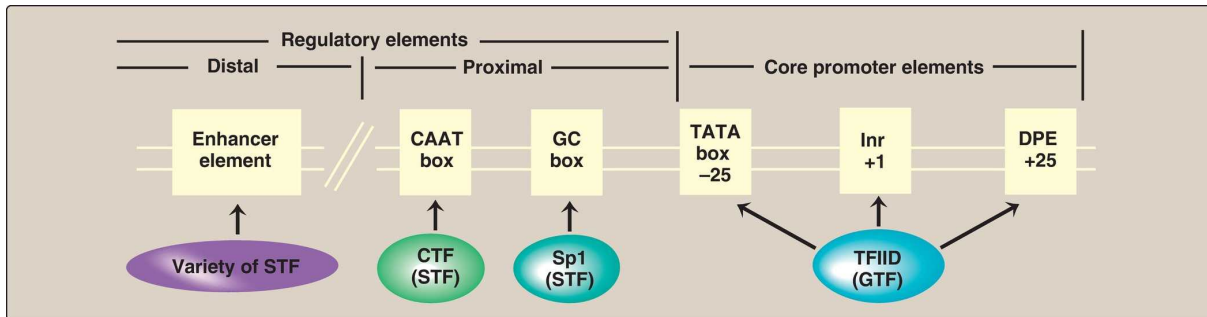 Regulatory elements
Distal
Proximal
Core promoter elements
Enhancer
element
CAAT
box
GC
box
TATA
box
–25
Inr
+1
DPE
+25
Variety of STF
CTF
(STF)
Sp1
(STF)
TFIID
(GTF)